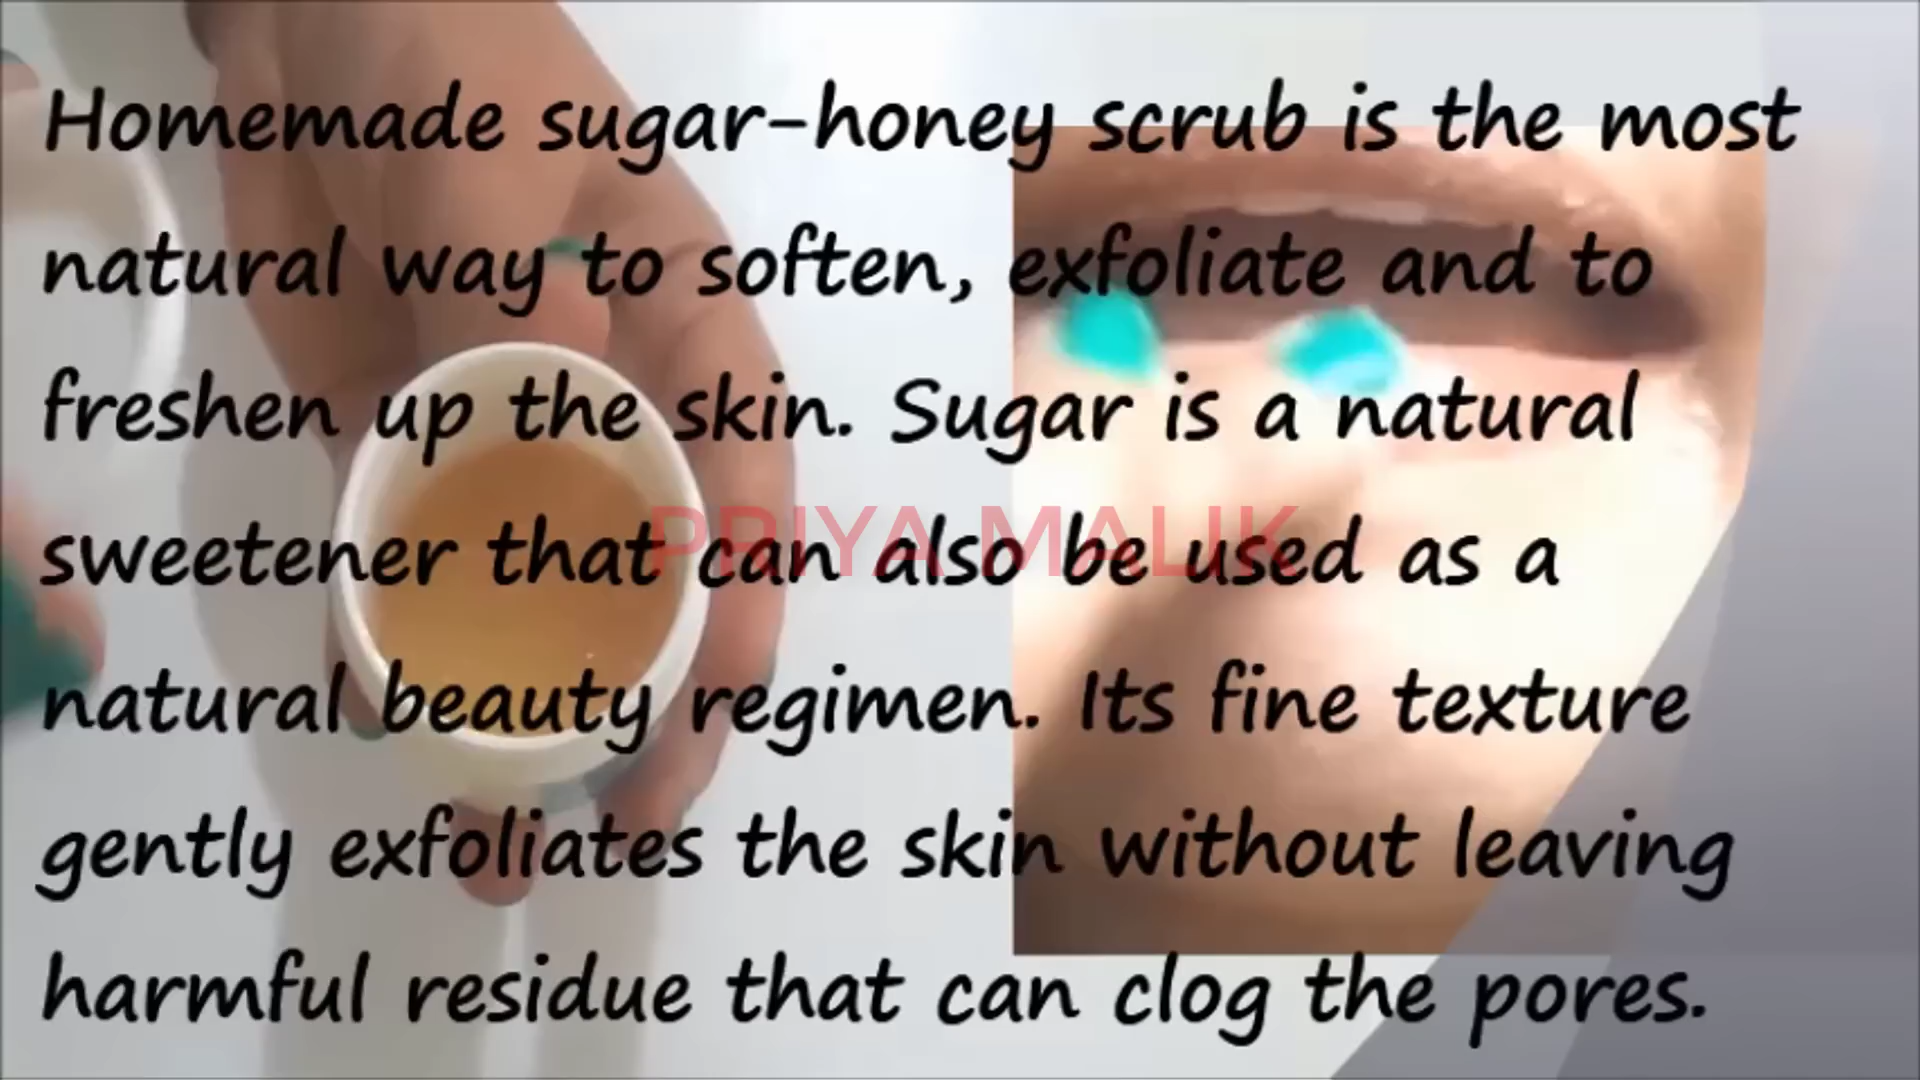 Homemade sugar-honey scrub is the most
natural way to soften, exfoliate and to
freshen up the skin. Sugar is a natural
sweetener that can also be used as a
PRIYA MALIK
natural beauty regimen. Its fine texture
gently exfoliates the skin without leaving
harmful residue that can clog the pores.